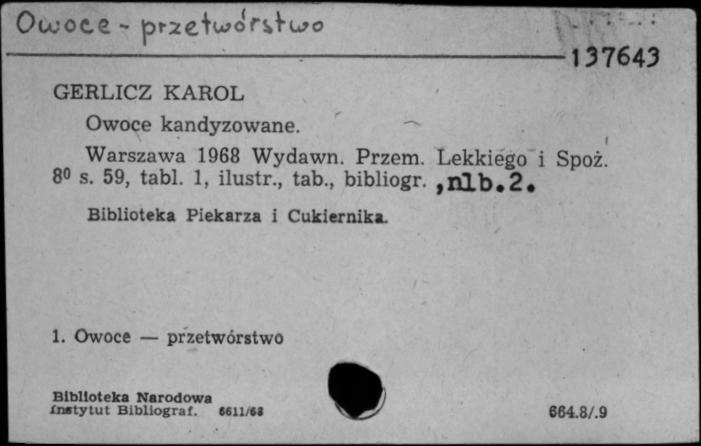 Owoce - przetwórstwo
137643
GERLICZ KAROL
Owoce kandyzowane.
Warszawa 1968 Wydawn. Przem. Lekkiego i Spoż.
8⁰ s. 59, tabl. 1, ilustr., tab., bibliogr. ,nlb.2.
Biblioteka Piekarza i Cukiernika.
1. Owoce — przetwórstwo
Biblioteka Narodowa
Instytut Bibliograf. 6611/68
664.8/.9